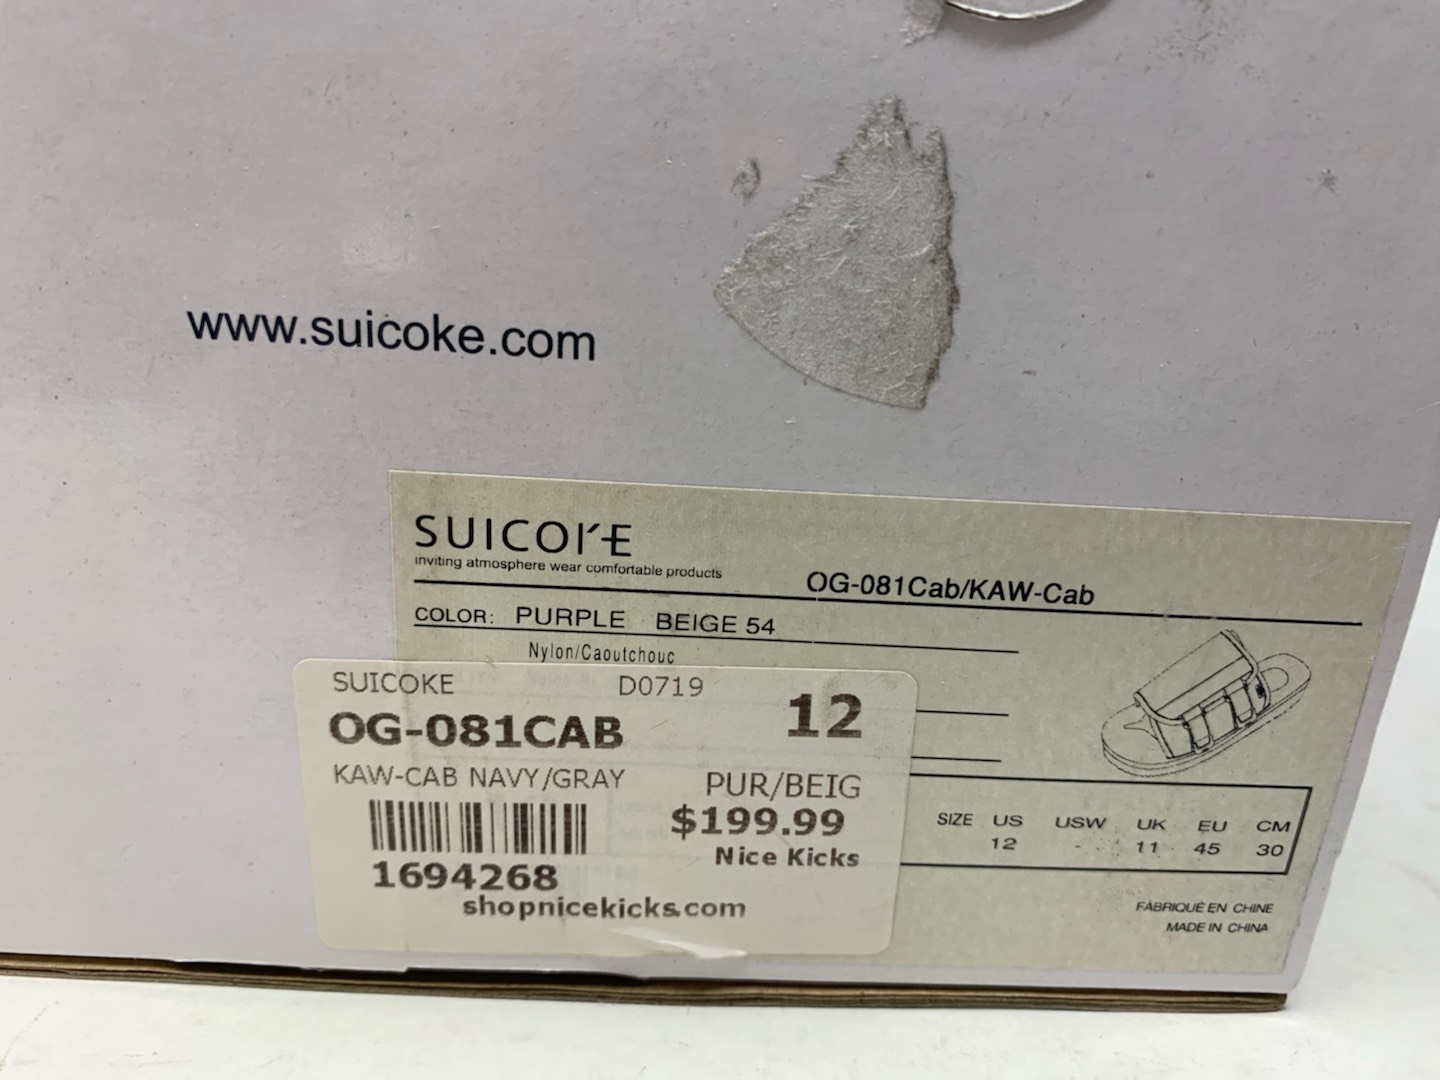 www.suicoke.com
SUICOKE
inviting atmosphere wear comfortable products
OG-081Cab/KAW-Cab
COLOR: PURPLE BEIGE 54
Nylon/Caoutchouc
SUICOKE D0719 12
OG-081CAB
KAW-CAB NAVY/GRAY PUR/BEIG
$199.99
Nice Kicks
1694268
shopnicekicks.com
SIZE US USW UK EU CM
12 - 11 45 30
FABRIQUÉ EN CHINE
MADE IN CHINA